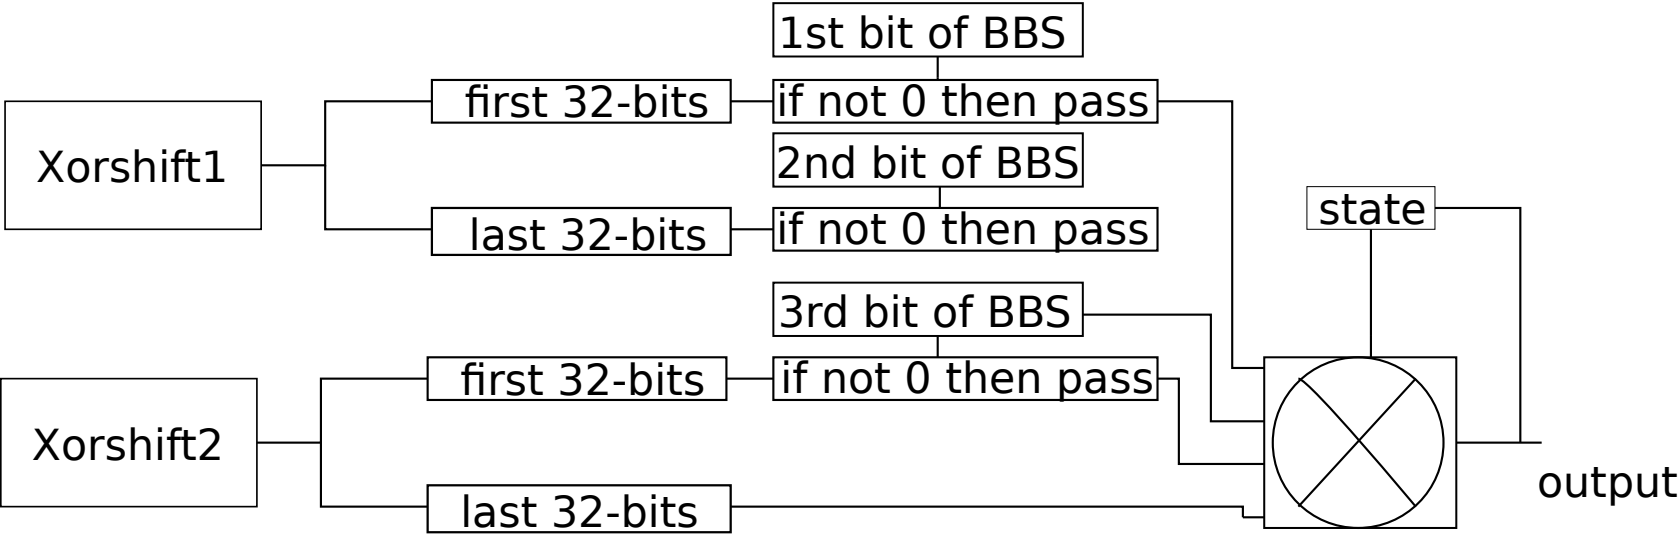 1st bit of BBS
first 32-bits
if not 0 then pass
Xorshift1
2nd bit of BBS
last 32-bits
if not 0 then pass
state
3rd bit of BBS
first 32-bits
if not 0 then pass
Xorshift2
last 32-bits
output